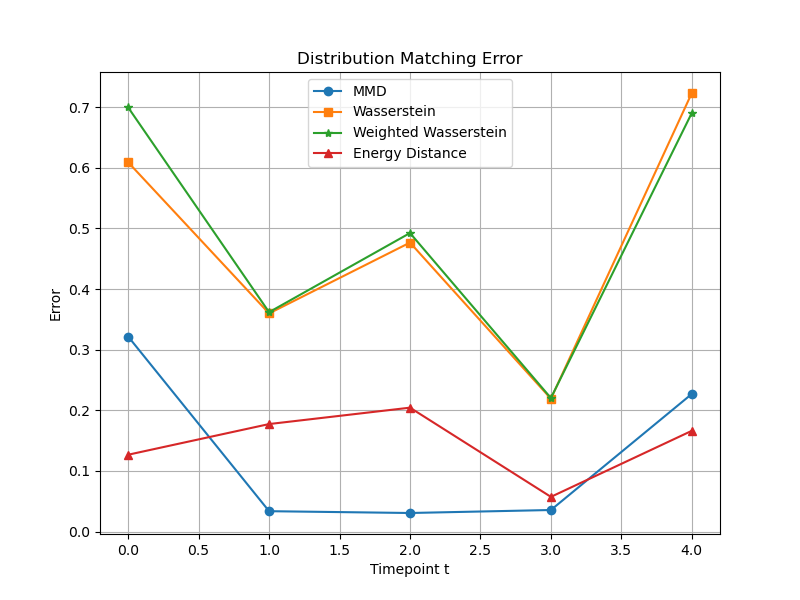 Distribution Matching Error
MMD
Wasserstein
Weighted Wasserstein
Energy Distance
Error
0.7
0.6
0.5
0.4
0.3
0.2
0.1
0.0
0.0 0.5 1.0 1.5 2.0 2.5 3.0 3.5 4.0
Timepoint t